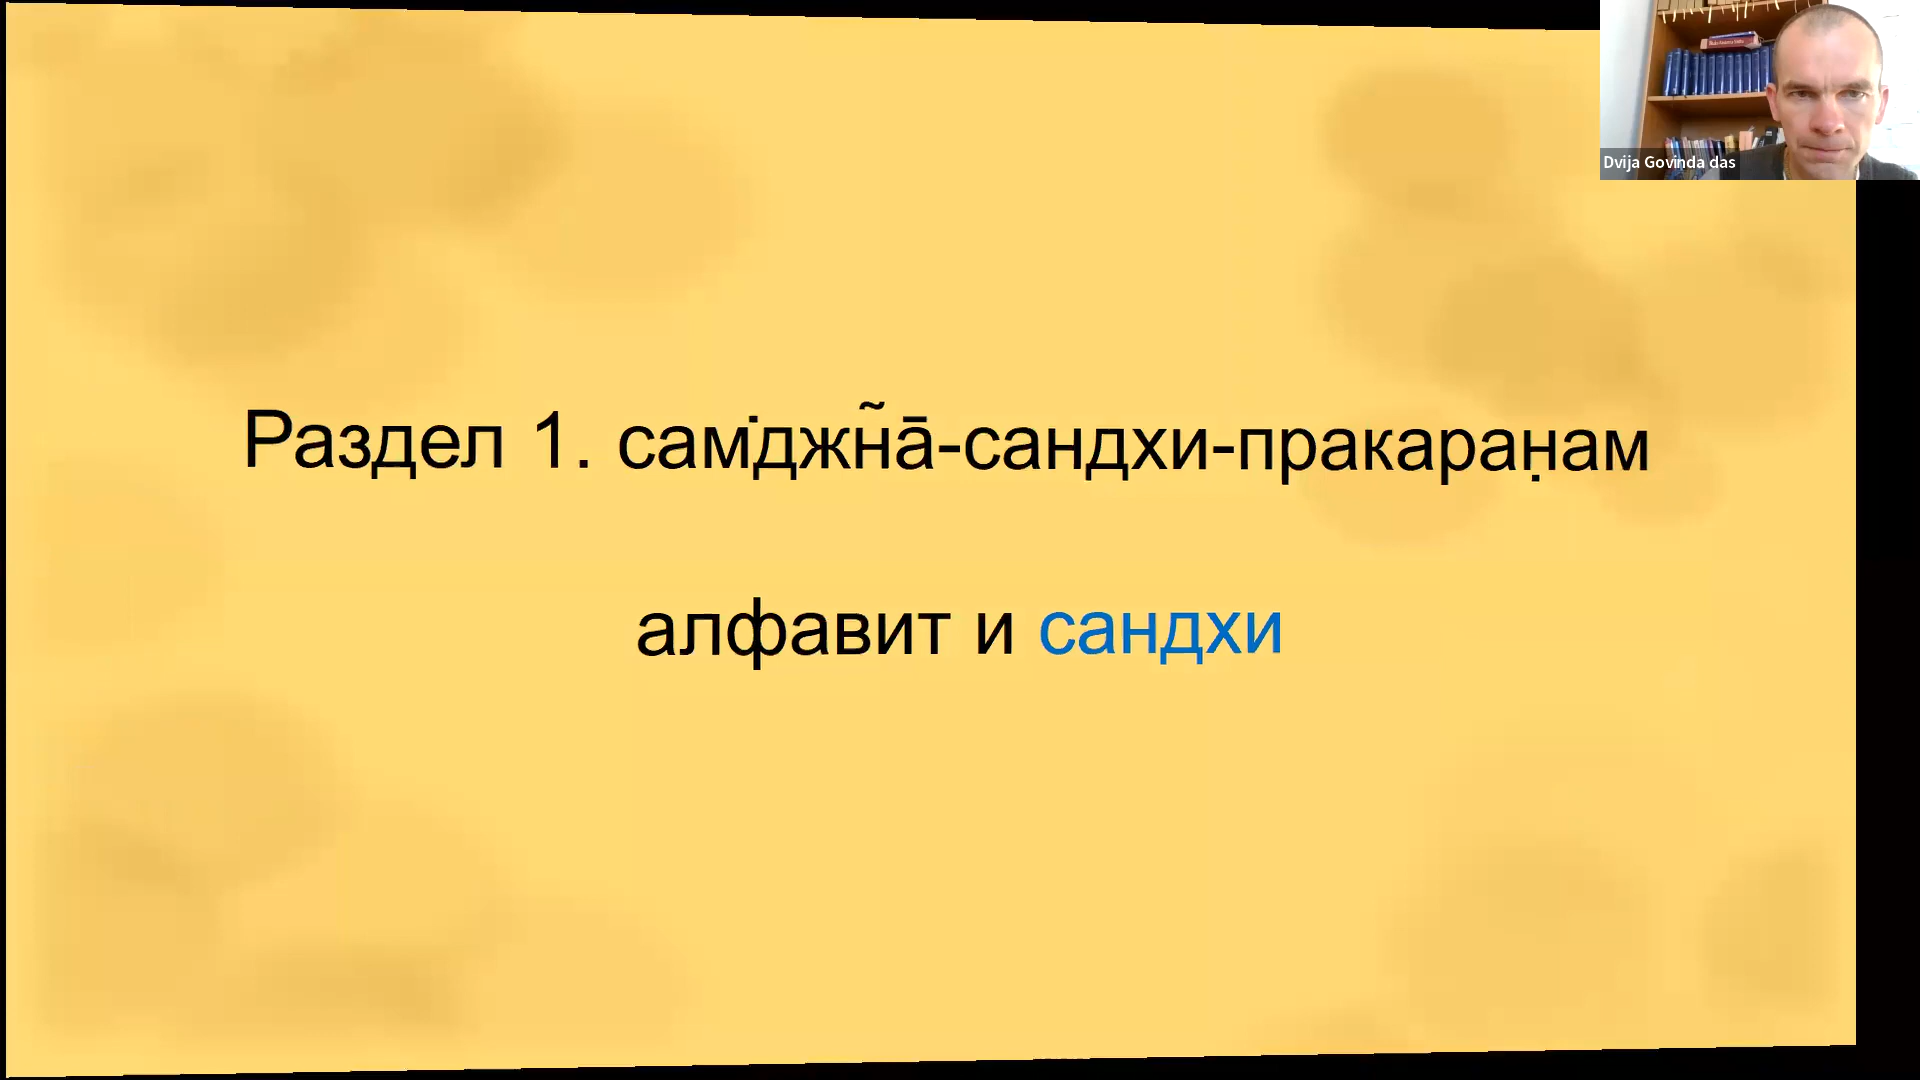 Dvija Govinda das
Раздел 1. сам̇джн̃а̄-сандхи-пракаран̣ам
алфавит и сандхи